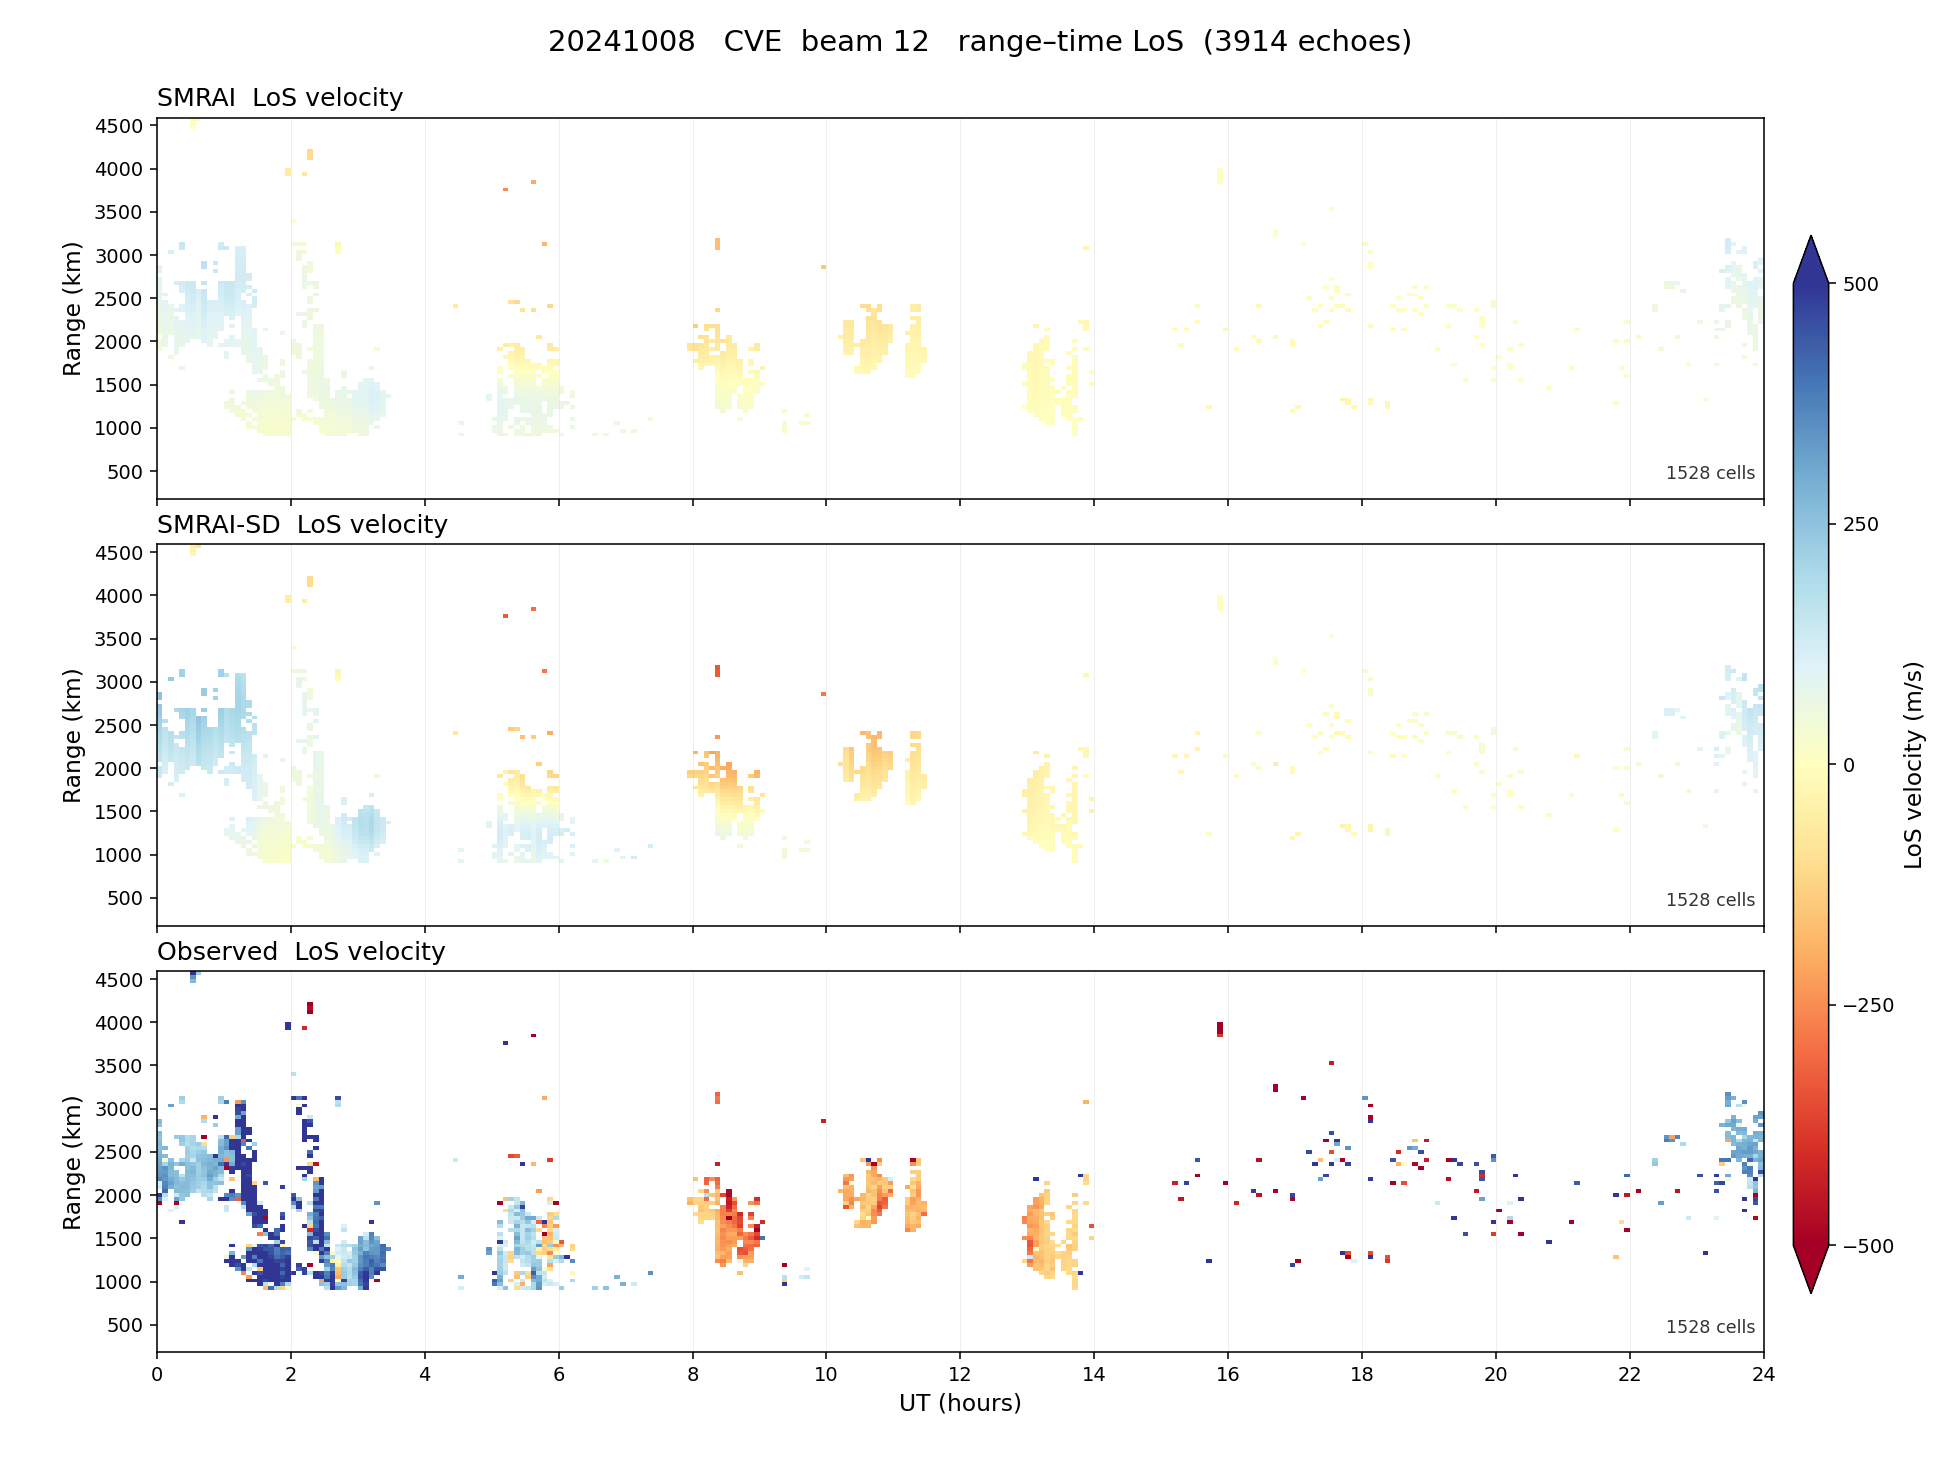 20241008   CVE  beam 12   range–time LoS  (3914 echoes)
SMRAI  LoS velocity
4500
4000
3500
3000
2500
2000
1500
1000
500
Range (km)
1528 cells
SMRAI-SD  LoS velocity
4500
4000
3500
3000
2500
2000
1500
1000
500
Range (km)
1528 cells
Observed  LoS velocity
4500
4000
3500
3000
2500
2000
1500
1000
500
Range (km)
1528 cells
0 2 4 6 8 10 12 14 16 18 20 22 24
UT (hours)
500
250
0
−250
−500
LoS velocity (m/s)